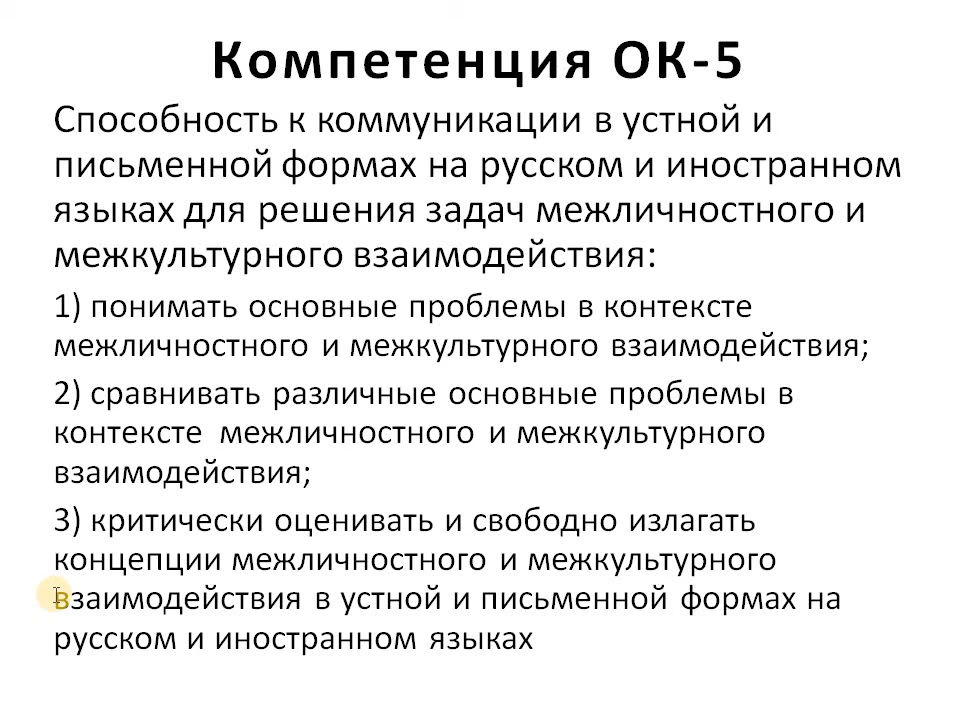 Компетенция ОК-5
Способность к коммуникации в устной и
письменной формах на русском и иностранном
языках для решения задач межличностного и
межкультурного взаимодействия:
1) понимать основные проблемы в контексте
межличностного и межкультурного взаимодействия;
2) сравнивать различные основные проблемы в
контексте межличностного и межкультурного
взаимодействия;
3) критически оценивать и свободно излагать
концепции межличностного и межкультурного
взаимодействия в устной и письменной формах на
русском и иностранном языках